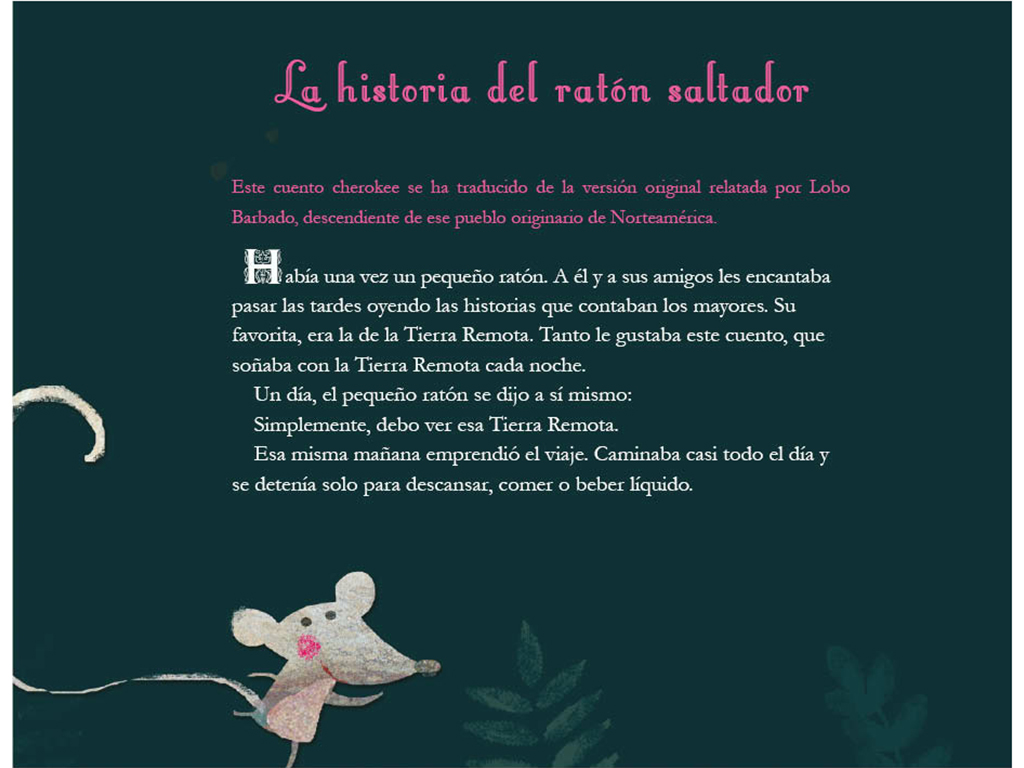 La historia del ratón saltador
Este cuento cherokee se ha traducido de la versión original relatada por Lobo
Barbado, descendiente de ese pueblo originario de Norteamérica.
Había una vez un pequeño ratón. A él y a sus amigos les encantaba
pasar las tardes oyendo las historias que contaban los mayores. Su
favorita, era la de la Tierra Remota. Tanto le gustaba este cuento, que
soñaba con la Tierra Remota cada noche.
Un día, el pequeño ratón se dijo a sí mismo:
Simplemente, debo ver esa Tierra Remota.
Esa misma mañana emprendió el viaje. Caminaba casi todo el día y
se detenía solo para descansar, comer o beber líquido.